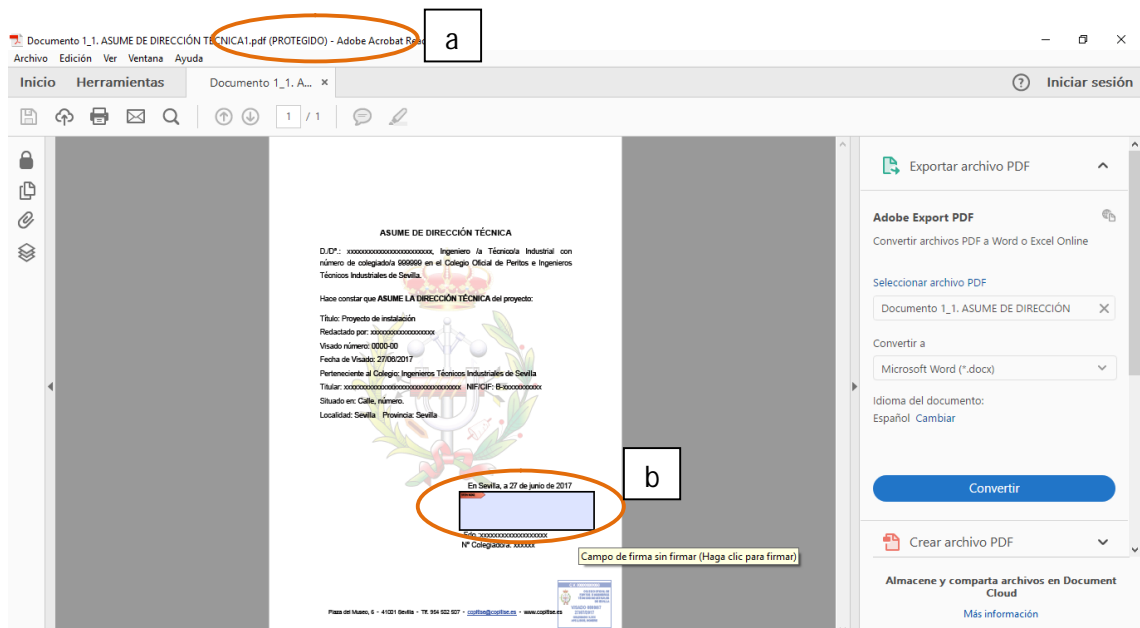 Documento 1_1. ASUME DE DIRECCIÓN TÉCNICA1.pdf (PROTEGIDO) - Adobe Acrobat Rea
a
Archivo Edición Ver Ventana Ayuda
Inicio Herramientas Documento 1_1. A... × Iniciar sesión
1 / 1
Exportar archivo PDF
Adobe Export PDF
Convertir archivos PDF a Word o Excel Online
Seleccionar archivo PDF
Documento 1_1. ASUME DE DIRECCIÓN
Convertir a
Microsoft Word (*.docx)
Idioma del documento:
Español Cambiar
Convertir
Crear archivo PDF
Almacene y comparta archivos en Document
Cloud
Más información
ASUME DE DIRECCIÓN TÉCNICA
D./Dª.: xxxxxxxxxxxxxxxxxxxxxxxx, Ingeniero /a Técnico/a Industrial con
número de colegiado/a 999999 en el Colegio Oficial de Peritos e Ingenieros
Técnicos Industriales de Sevilla.
Hace constar que ASUME LA DIRECCIÓN TÉCNICA del proyecto:
Título: Proyecto de instalación
Redactado por: xxxxxxxxxxxxxxxxxx
Visado número: 0000-00
Fecha de Visado: 27/06/2017
Perteneciente al Colegio: Ingenieros Técnicos Industriales de Sevilla
Titular: xxxxxxxxxxxxxxxxxxxxxxxxxxxxxxxxx NIF/CIF: B-xxxxxxxxxxx
Situado en: Calle, número.
Localidad: Sevilla Provincia: Sevilla
En Sevilla, a 27 de junio de 2017
b
Fdo.:xxxxxxxxxxxxxxxxxxx
Nº Colegiado/a: xxxxxx
Campo de firma sin firmar (Haga clic para firmar)
Plaza del Museo, 6 - 41001 Sevilla - Tlf. 954 502 507 - copitise@copitise.es - www.copitise.es